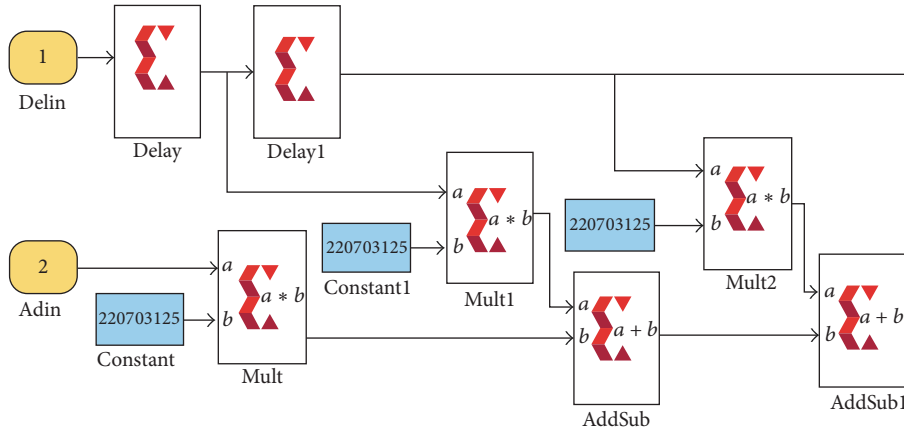 1
Delin
Delay
Delay1
a
a * b
b
Mult1
220703125
Constant1
a
a * b
b
Mult2
220703125
2
Adin
a
a * b
b
Mult
220703125
Constant
a
a + b
b
AddSub
a
a + b
b
AddSub1